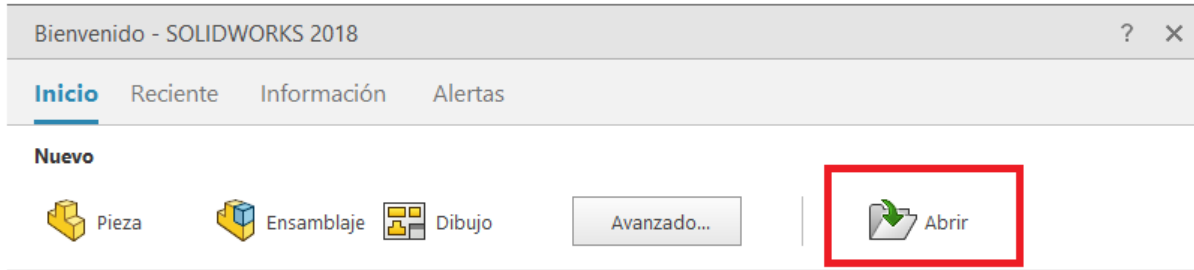 Bienvenido - SOLIDWORKS 2018 ?
Inicio Reciente Información Alertas
Nuevo
Pieza Ensamblaje Dibujo Avanzado... Abrir